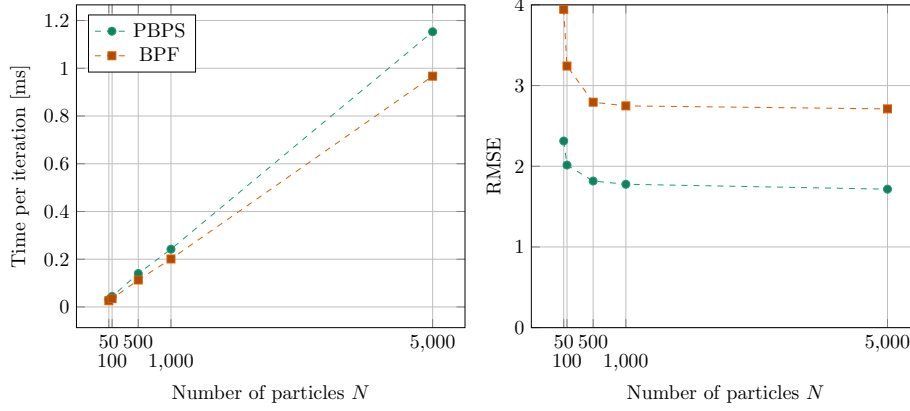 1.2
1
0.8
0.6
0.4
0.2
0
Time per iteration [ms]
PBPS
BPF
50 500 5,000
100 1,000
Number of particles N
4
3
2
1
0
RMSE
50 500 5,000
100 1,000
Number of particles N